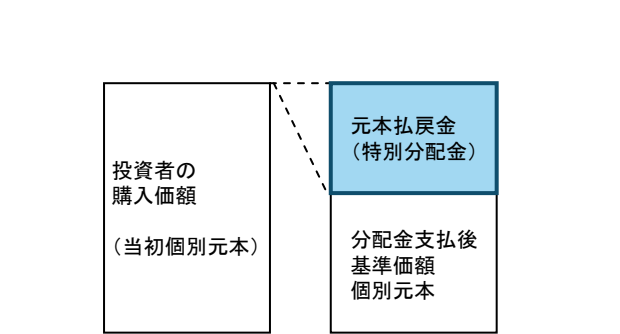 投資者の
購入価額
（当初個別元本）
元本払戻金
（特別分配金）
分配金支払後
基準価額
個別元本